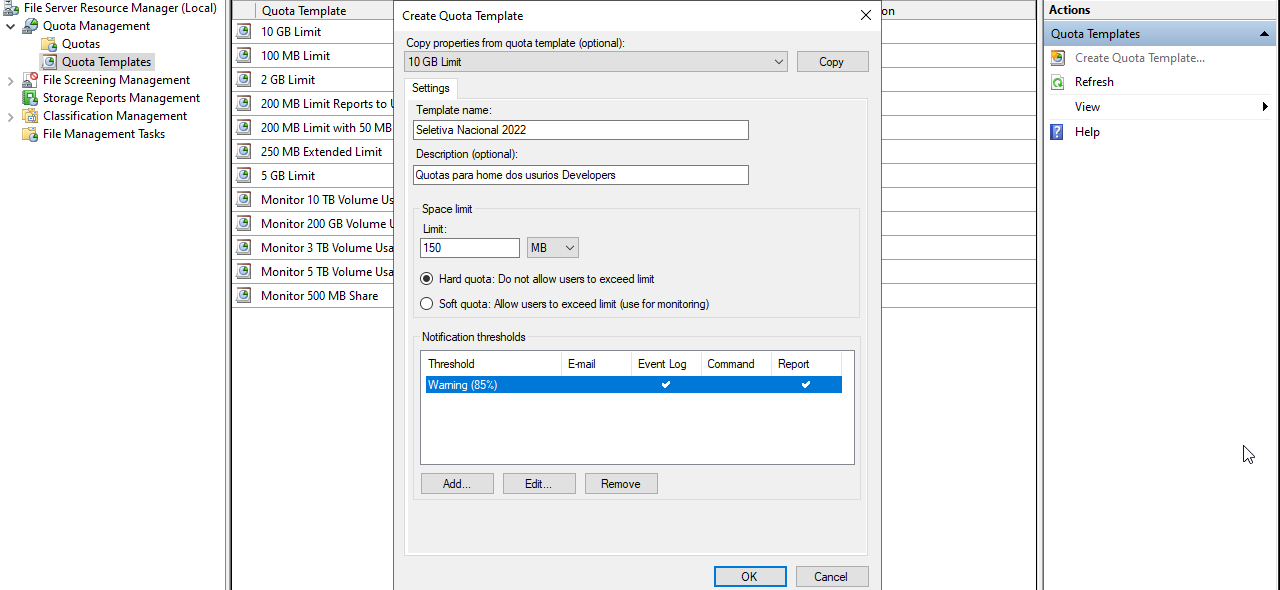 File Server Resource Manager (Local)
Quota Management
Quotas
Quota Templates
File Screening Management
Storage Reports Management
Classification Management
File Management Tasks
Quota Template
10 GB Limit
100 MB Limit
2 GB Limit
200 MB Limit Reports to
200 MB Limit with 50 MB
250 MB Extended Limit
5 GB Limit
Monitor 10 TB Volume Us
Monitor 200 GB Volume
Monitor 3 TB Volume Usa
Monitor 5 TB Volume Usa
Monitor 500 MB Share
on
Create Quota Template
Copy properties from quota template (optional):
10 GB Limit
Copy
Settings
Template name:
Seletiva Nacional 2022
Description (optional):
Quotas para home dos usurios Developers
Space limit
Limit:
150
MB
Hard quota: Do not allow users to exceed limit
Soft quota: Allow users to exceed limit (use for monitoring)
Notification thresholds
Threshold E-mail Event Log Command Report
Warning (85%)
Add... Edit... Remove
OK Cancel
Actions
Quota Templates
Create Quota Template...
Refresh
View
Help